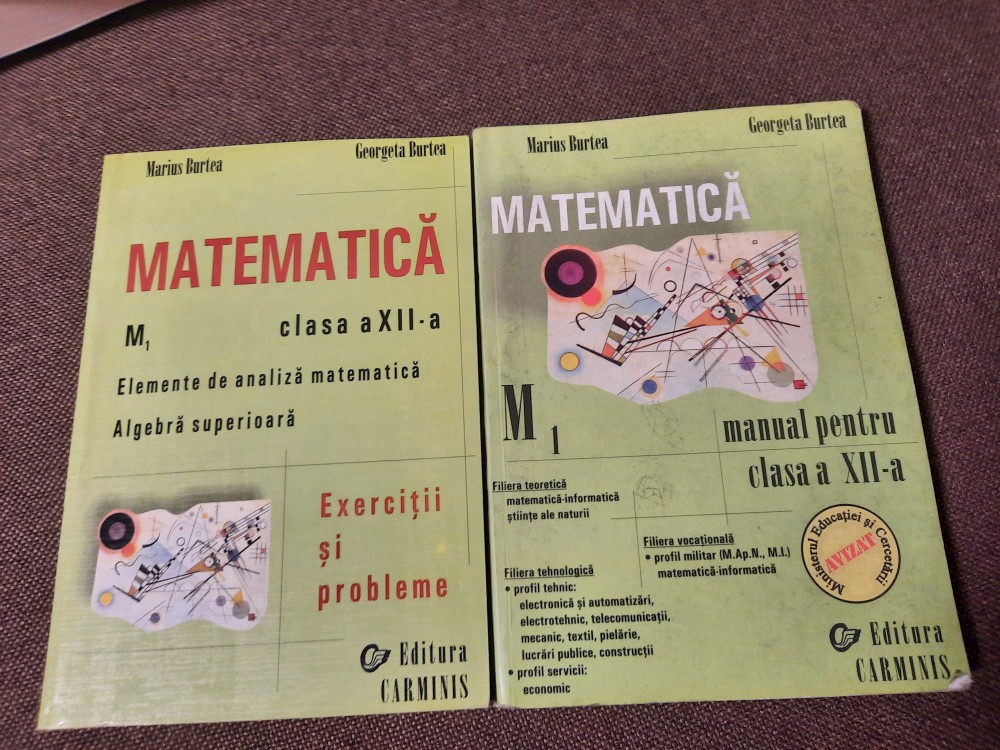 Marius Burtea
Georgeta Burtea
MATEMATICĂ
M1
clasa a XII-a
Elemente de analiză matematică
Algebră superioară
Exerciții
și
probleme
Editura
CARMINIS
Marius Burtea
Georgeta Burtea
MATEMATICĂ
M 1
manual pentru
clasa a XII-a
Filiera teoretică
matematică-informatică
științe ale naturii
Filiera vocațională
• profil militar (M.Ap.N., M.I.)
matematică-informatică
Filiera tehnologică
• profil tehnic:
electronică și automatizări,
electrotehnic, telecomunicații,
mecanic, textil, pielărie,
lucrări publice, construcții
• profil servicii:
economic
Ministerul Educației și Cercetării
AVIZAT
Editura
CARMINIS